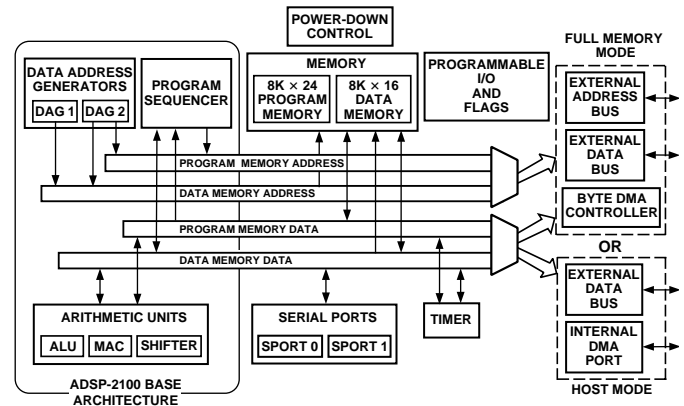 POWER-DOWN
CONTROL
FULL MEMORY
MODE
DATA ADDRESS
GENERATORS
DAG 1
DAG 2
PROGRAM
SEQUENCER
MEMORY
8K × 24
PROGRAM
MEMORY
8K × 16
DATA
MEMORY
PROGRAMMABLE
I/O
AND
FLAGS
EXTERNAL
ADDRESS
BUS
EXTERNAL
DATA
BUS
BYTE DMA
CONTROLLER
PROGRAM MEMORY ADDRESS
DATA MEMORY ADDRESS
PROGRAM MEMORY DATA
DATA MEMORY DATA
OR
ARITHMETIC UNITS
ALU
MAC
SHIFTER
SERIAL PORTS
SPORT 0
SPORT 1
TIMER
EXTERNAL
DATA
BUS
INTERNAL
DMA
PORT
ADSP-2100 BASE
ARCHITECTURE
HOST MODE